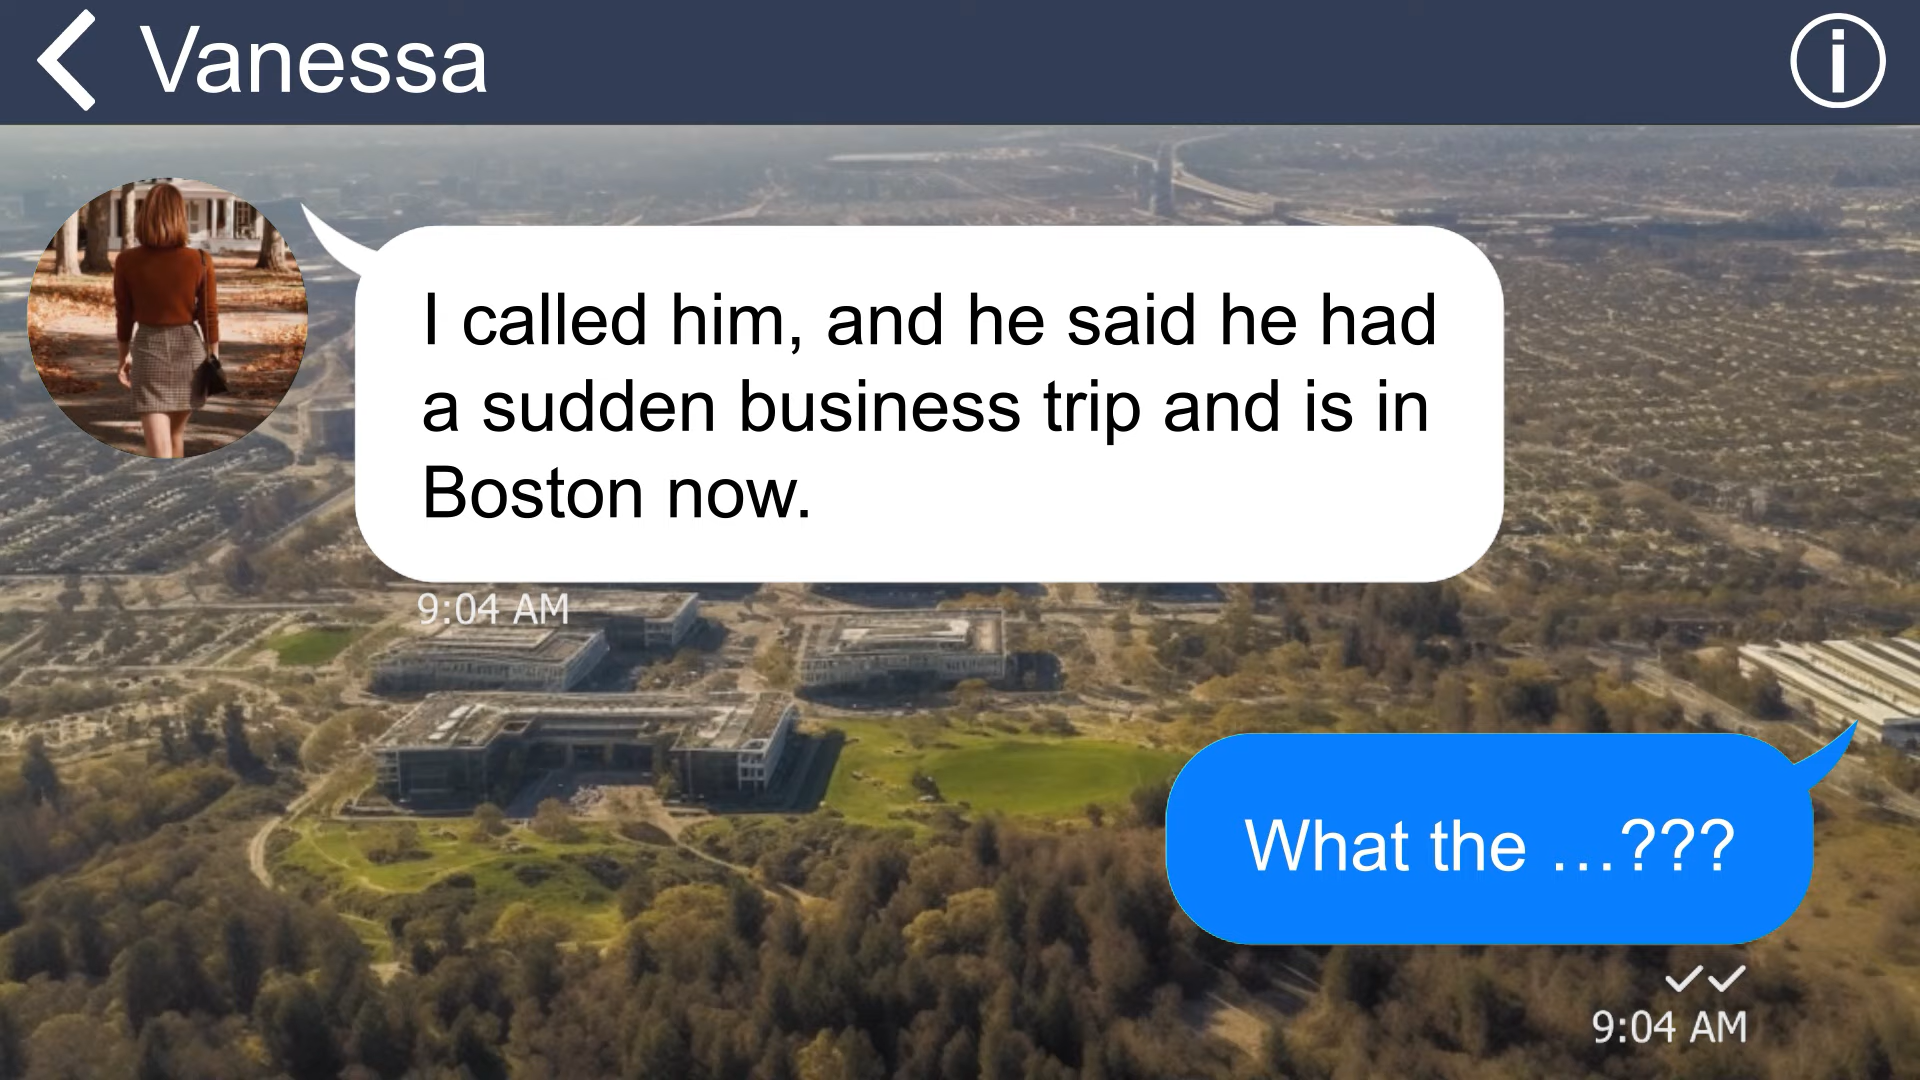 Vanessa
I called him, and he said he had
a sudden business trip and is in
Boston now.
9:04 AM
What the …???
9:04 AM